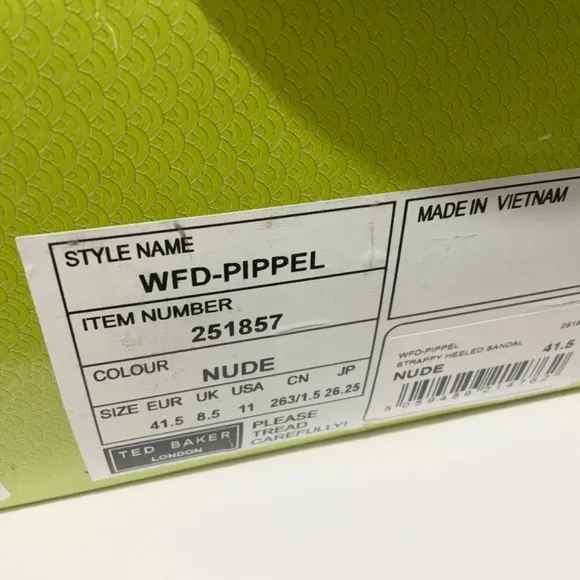 STYLE NAME
WFD-PIPPEL
ITEM NUMBER
251857
COLOUR NUDE
SIZE EUR UK USA CN JP
41.5 8.5 11 263/1.5 26.25
TED BAKER
LONDON
PLEASE
TREAD
CAREFULLY!
MADE IN VIETNAM
WFD-PIPPEL
STRAPPY HEELED SANDAL
NUDE 41.5